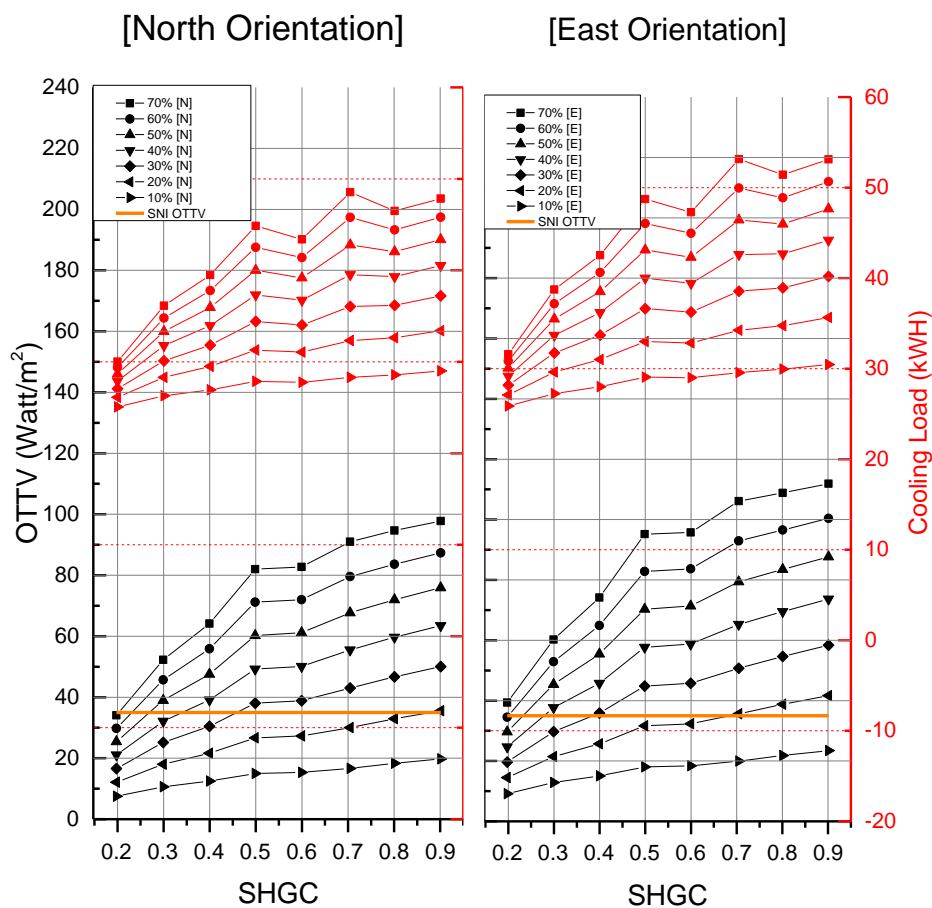 [North Orientation]
[East Orientation]
240
220
200
180
160
140
120
100
80
60
40
20
0
OTTV (Watt/m²)
70% [N]
60% [N]
50% [N]
40% [N]
30% [N]
20% [N]
10% [N]
SNI OTTV
0.2 0.3 0.4 0.5 0.6 0.7 0.8 0.9
SHGC
70% [E]
60% [E]
50% [E]
40% [E]
30% [E]
20% [E]
10% [E]
SNI OTTV
0.2 0.3 0.4 0.5 0.6 0.7 0.8 0.9
SHGC
60
50
40
30
20
10
0
-10
-20
Cooling Load (kWH)